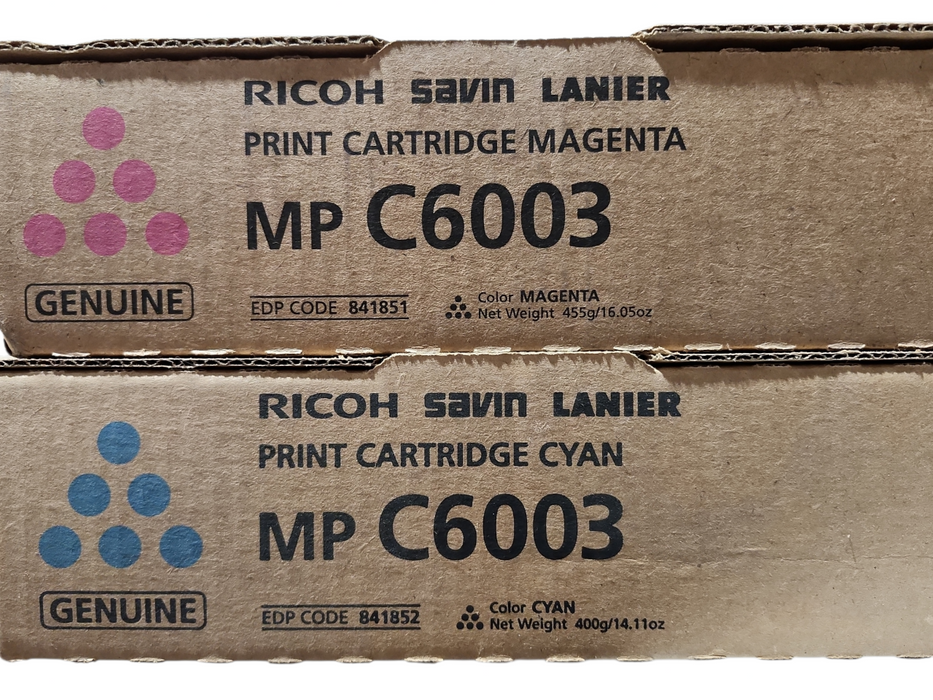 RICOH Savin LANIER
PRINT CARTRIDGE MAGENTA
MP C6003
GENUINE
EDP CODE 841851
Color MAGENTA
Net Weight 455g/16.05oz
RICOH Savin LANIER
PRINT CARTRIDGE CYAN
MP C6003
GENUINE
EDP CODE 841852
Color CYAN
Net Weight 400g/14.11oz